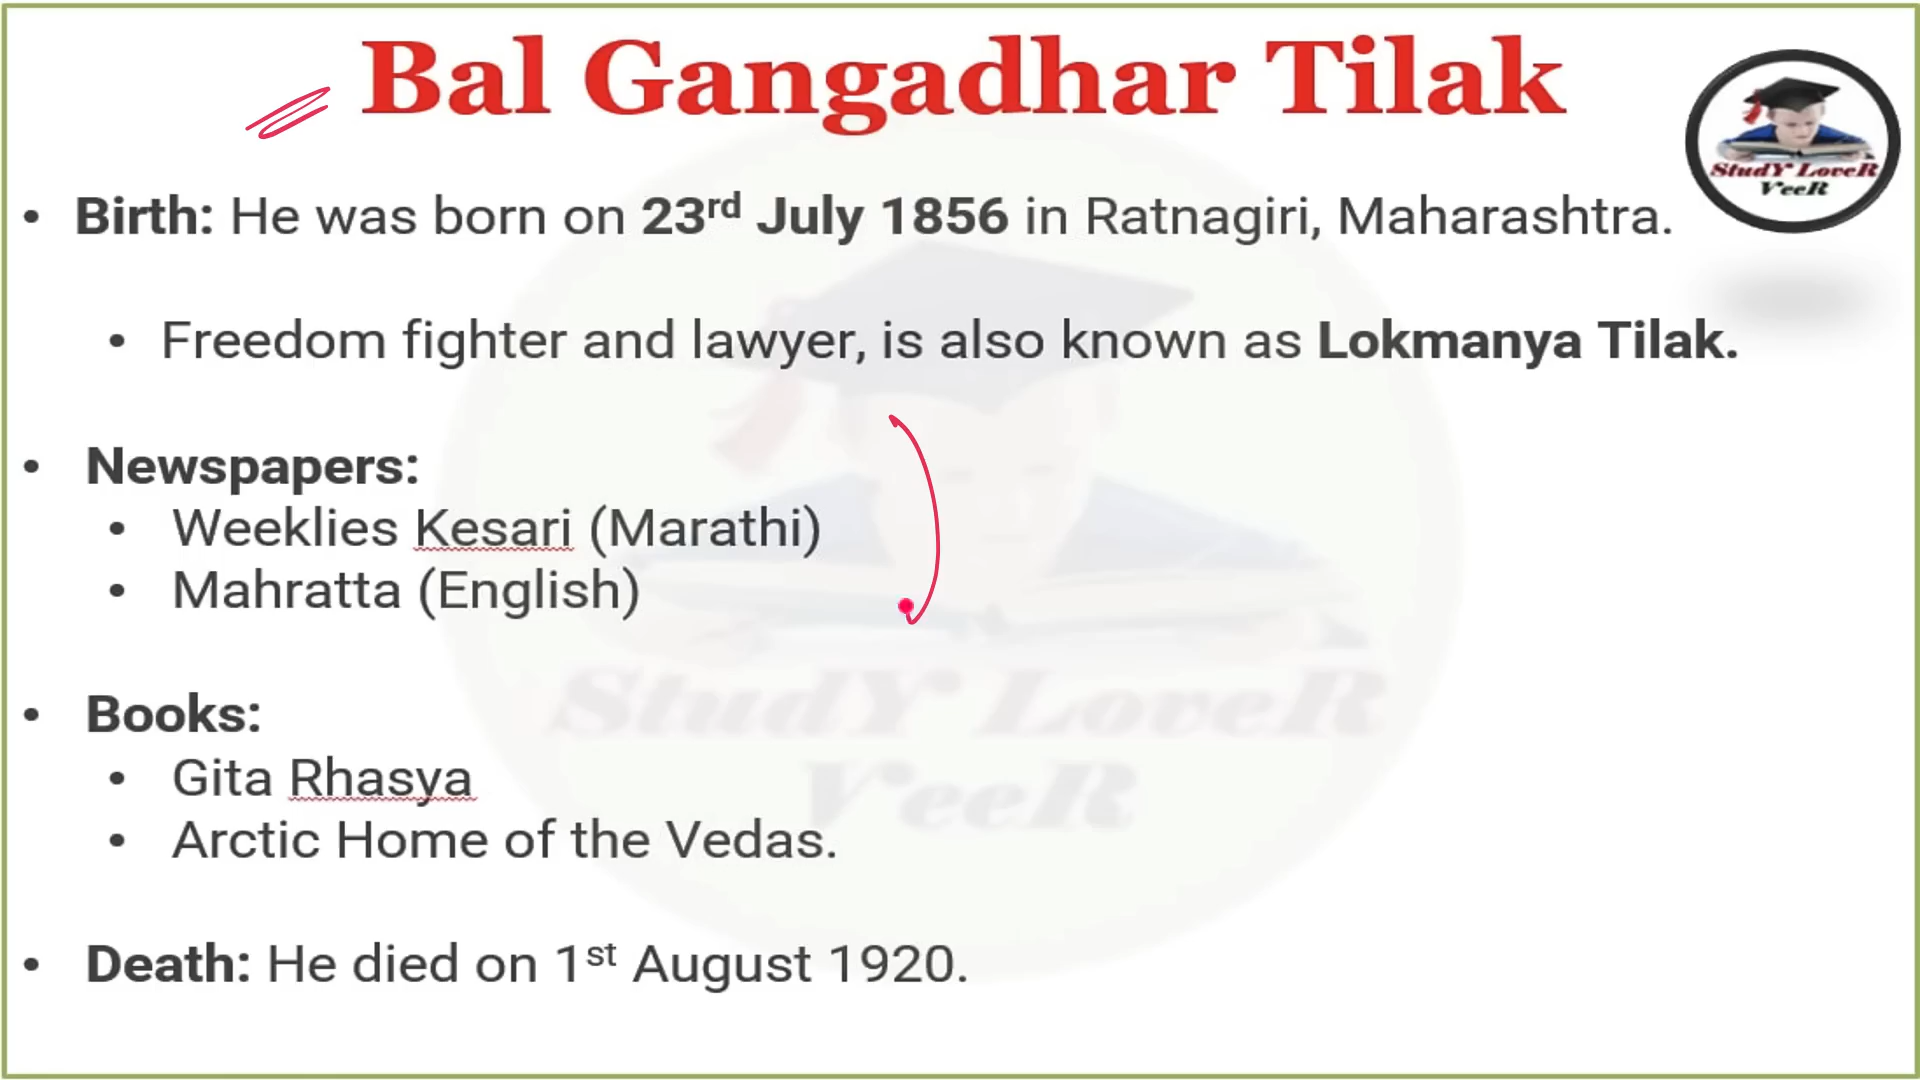 Bal Gangadhar Tilak
StudY LoveR
VeeR
• Birth: He was born on 23rd July 1856 in Ratnagiri, Maharashtra.
• Freedom fighter and lawyer, is also known as Lokmanya Tilak.
• Newspapers:
• Weeklies Kesari (Marathi)
• Mahratta (English)
StudY LoveR
VeeR
• Books:
• Gita Rhasya
• Arctic Home of the Vedas.
• Death: He died on 1st August 1920.